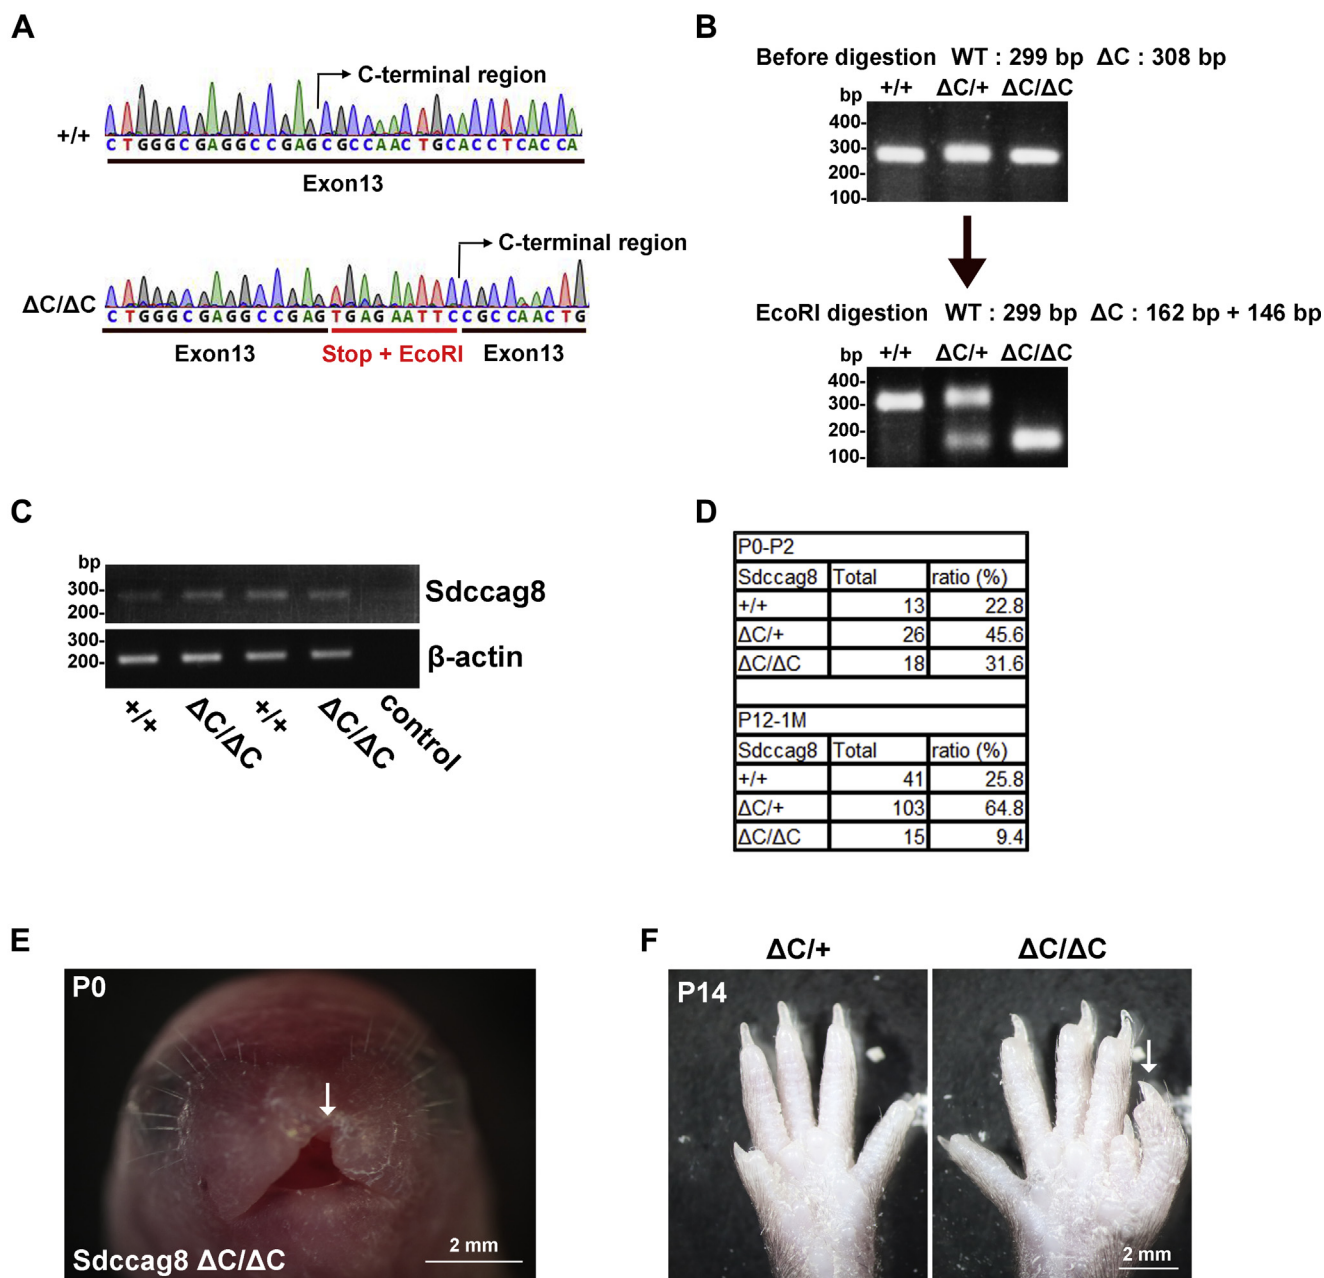 A
C-terminal region
+/+
CTGGGCGAGGCCGAGCGCCAACTGCACCTCACCA
Exon13
C-terminal region
ΔC/ΔC
CTGGGCGAGGCCGAGTGAGAATTCCGCCAACTG
Exon13 Stop + EcoRI Exon13
B
Before digestion WT : 299 bp ΔC : 308 bp
bp +/+ ΔC/+ ΔC/ΔC
400-
300-
200-
100-
EcoRI digestion WT : 299 bp ΔC : 162 bp + 146 bp
bp +/+ ΔC/+ ΔC/ΔC
400-
300-
200-
100-
C
bp
300-
200-
Sdccag8
300-
200-
β-actin
+/+ ΔC/ΔC +/+ ΔC/ΔC control
D
P0-P2
Sdccag8 Total ratio (%)
+/+ 13 22.8
ΔC/+ 26 45.6
ΔC/ΔC 18 31.6
P12-1M
Sdccag8 Total ratio (%)
+/+ 41 25.8
ΔC/+ 103 64.8
ΔC/ΔC 15 9.4
E
P0
Sdccag8 ΔC/ΔC
2 mm
F
ΔC/+ ΔC/ΔC
P14
2 mm